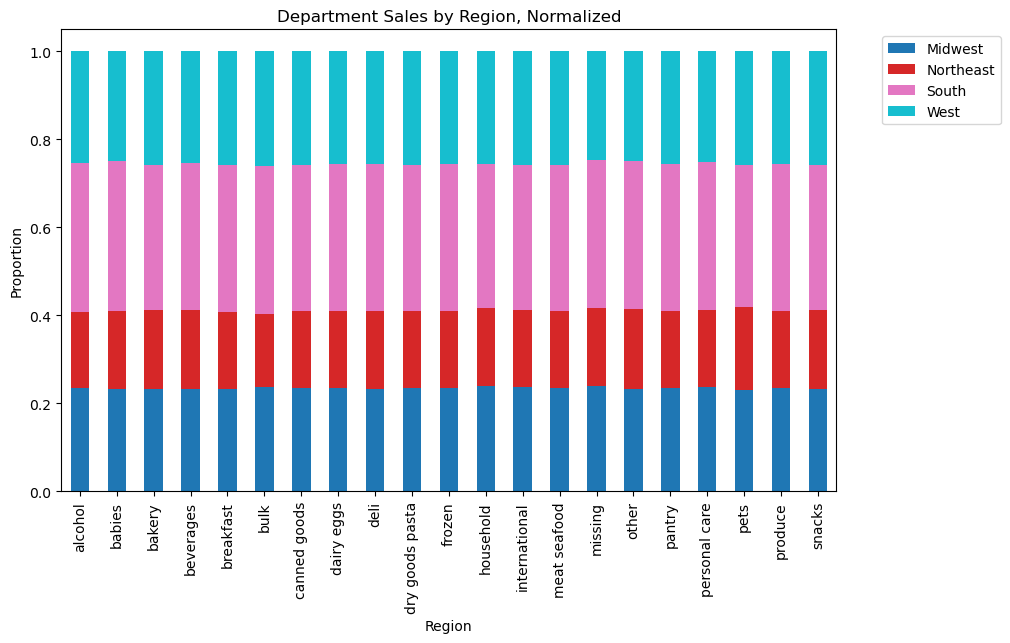 Department Sales by Region, Normalized
Midwest
Northeast
South
West
Proportion
1.0
0.8
0.6
0.4
0.2
0.0
alcohol
babies
bakery
beverages
breakfast
bulk
canned goods
dairy eggs
deli
dry goods pasta
frozen
household
international
meat seafood
missing
other
pantry
personal care
pets
produce
snacks
Region